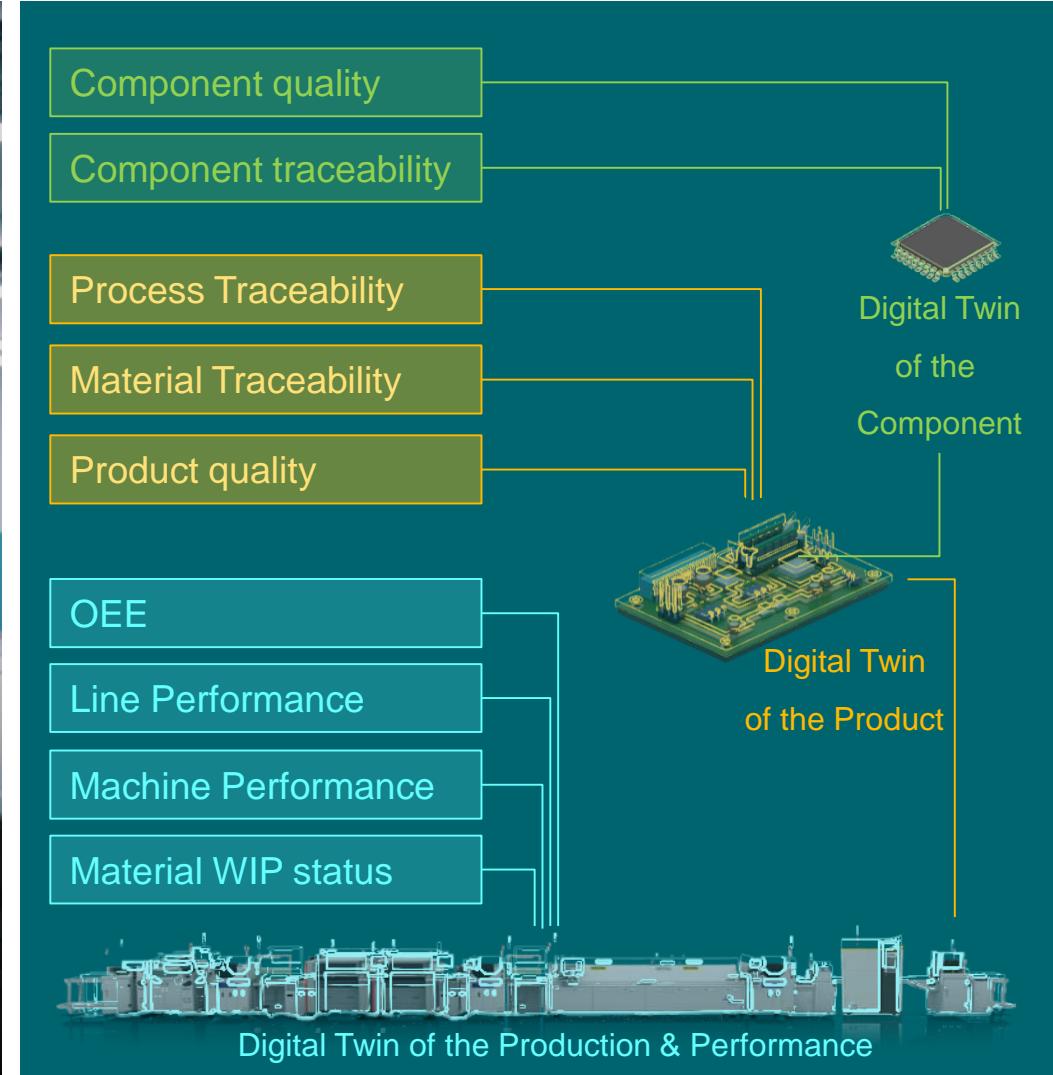 Component quality
Component traceability
Digital Twin
of the
Component
Process Traceability
Material Traceability
Product quality
Digital Twin
of the Product
OEE
Line Performance
Machine Performance
Material WIP status
Digital Twin of the Production & Performance